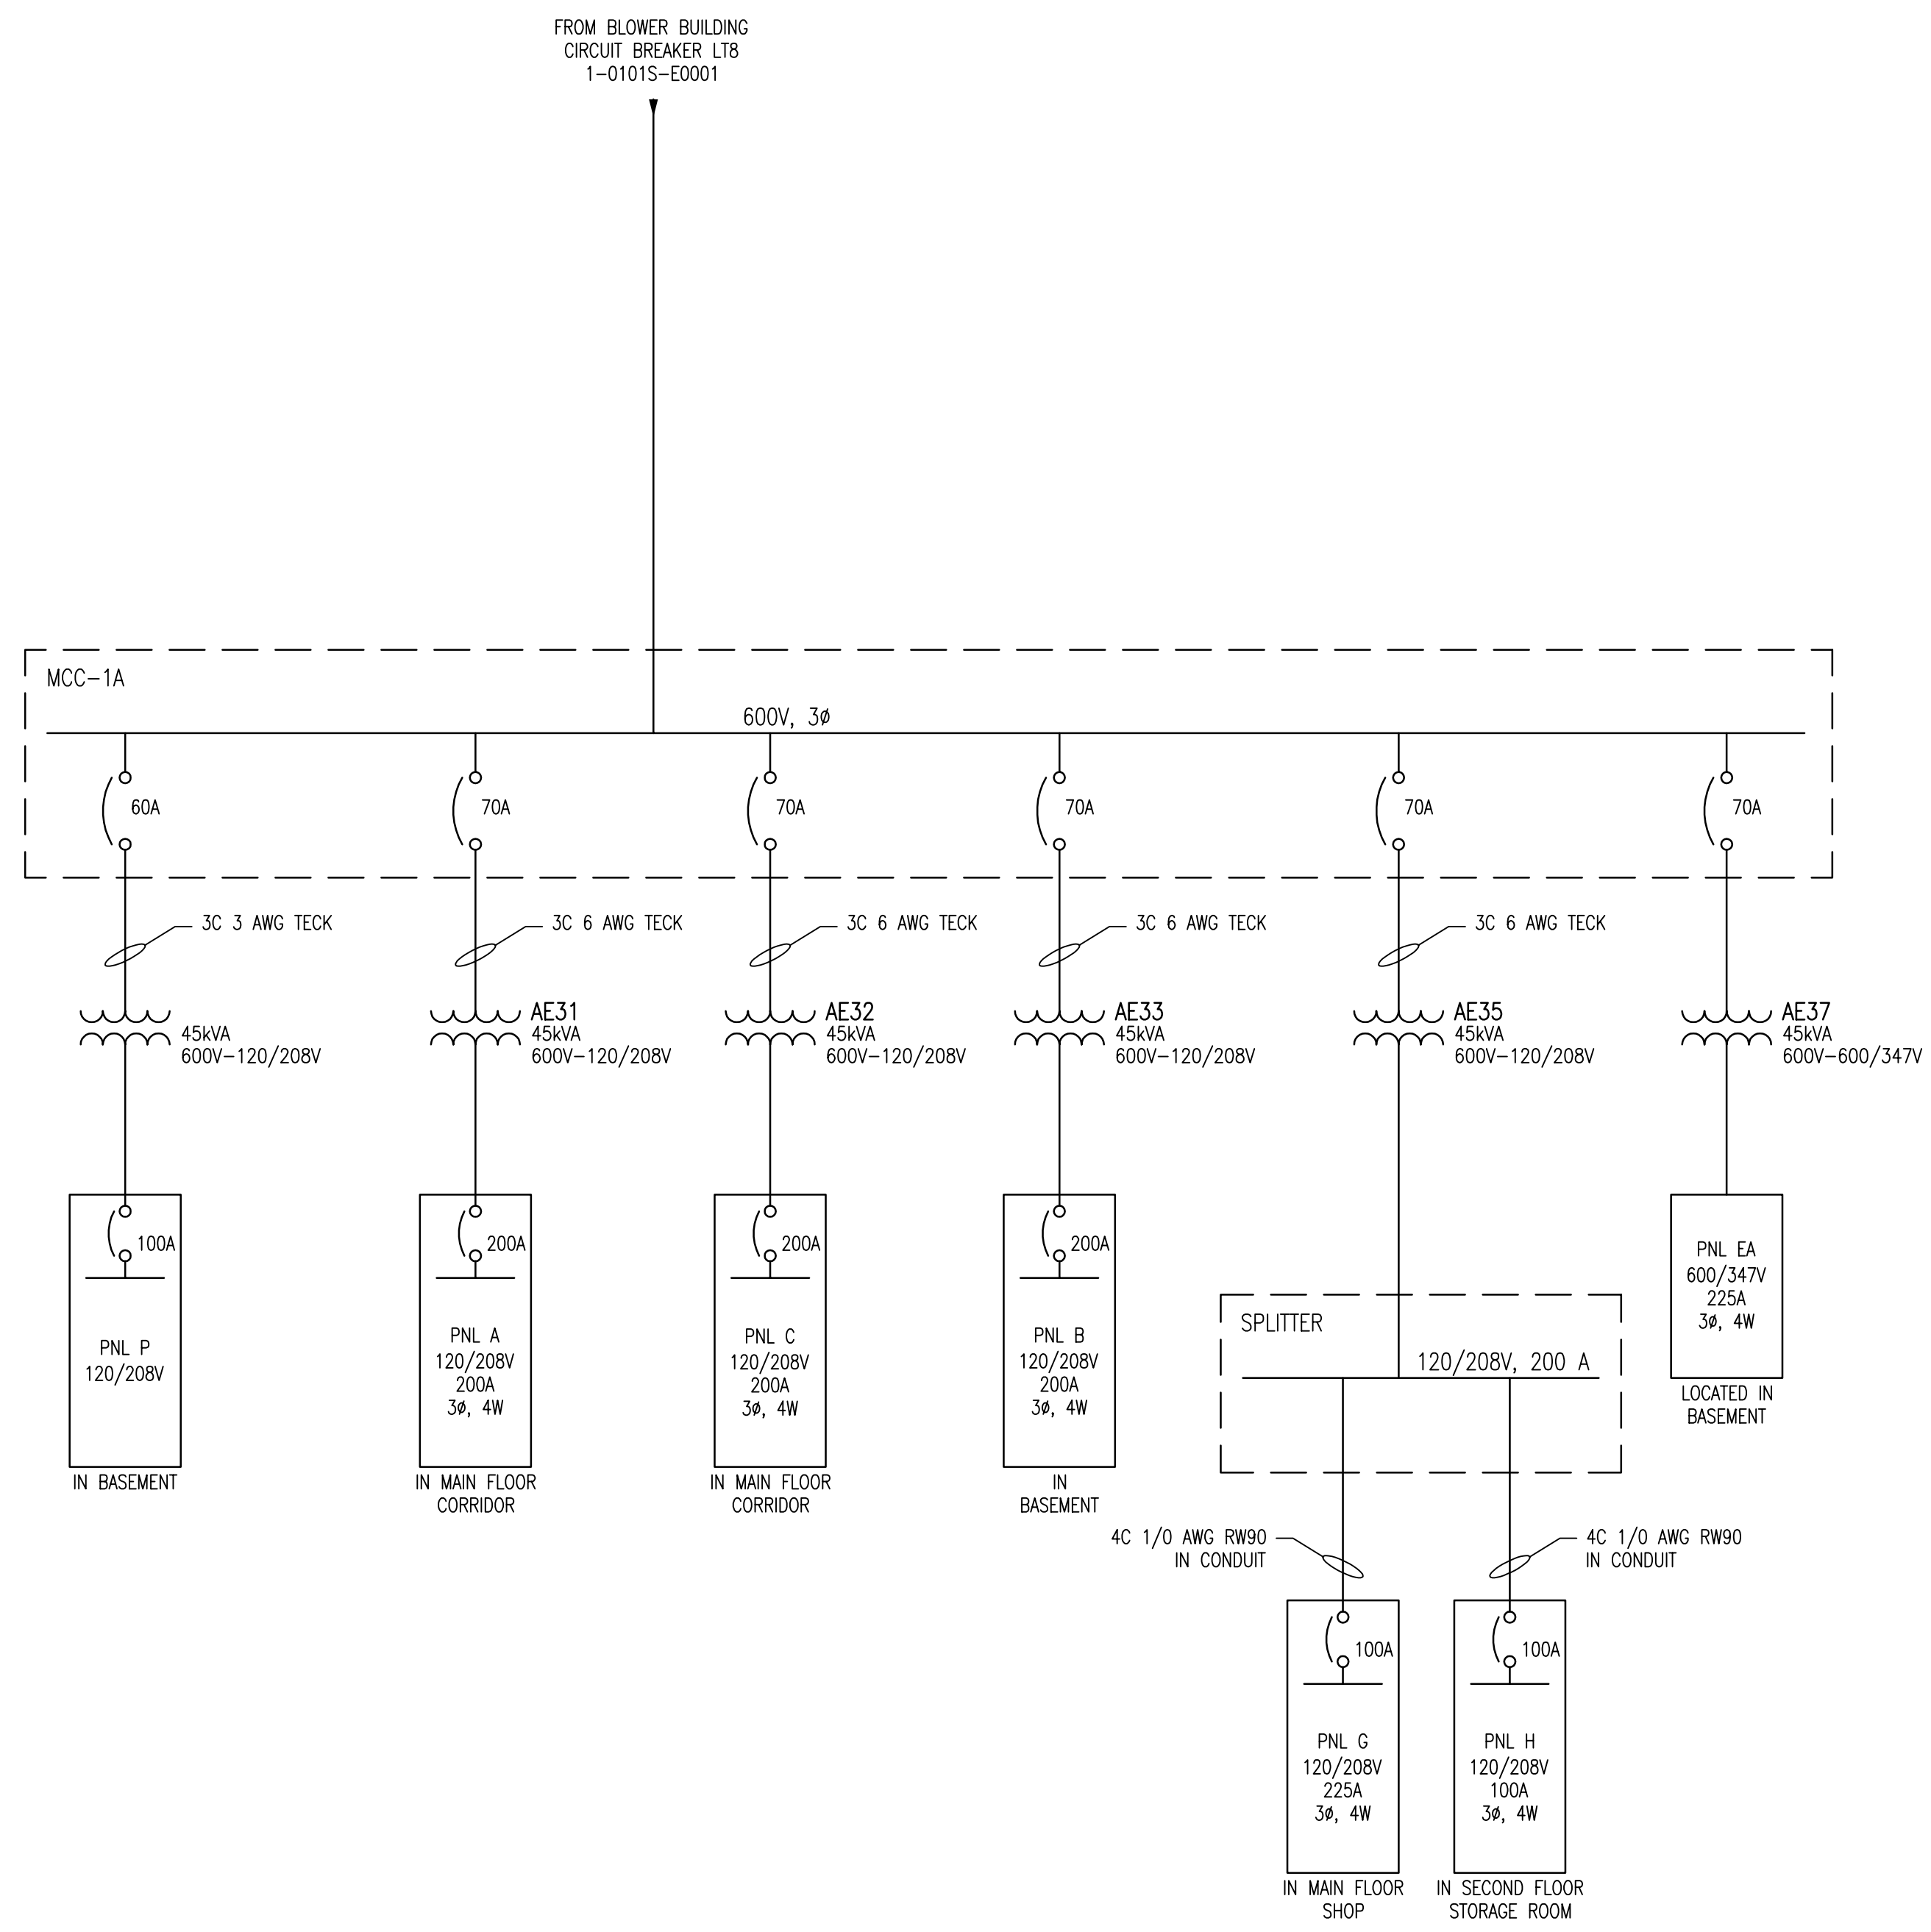 FROM BLOWER BUILDING
CIRCUIT BREAKER LT8
1-0101S-E0001
MCC-1A
600V, 3ø
60A
70A
70A
70A
70A
70A
3C 3 AWG TECK
3C 6 AWG TECK
3C 6 AWG TECK
3C 6 AWG TECK
3C 6 AWG TECK
45kVA
600V-120/208V
AE31
45kVA
600V-120/208V
AE32
45kVA
600V-120/208V
AE33
45kVA
600V-120/208V
AE35
45kVA
600V-120/208V
AE37
45kVA
600V-600/347V
100A
PNL P
120/208V
IN BASEMENT
200A
PNL A
120/208V
200A
3ø, 4W
IN MAIN FLOOR
CORRIDOR
200A
PNL C
120/208V
200A
3ø, 4W
IN MAIN FLOOR
CORRIDOR
200A
PNL B
120/208V
200A
3ø, 4W
IN
BASEMENT
SPLITTER
120/208V, 200 A
PNL EA
600/347V
225A
3ø, 4W
LOCATED IN
BASEMENT
4C 1/0 AWG RW90
IN CONDUIT
4C 1/0 AWG RW90
IN CONDUIT
100A
PNL G
120/208V
225A
3ø, 4W
IN MAIN FLOOR
SHOP
100A
PNL H
120/208V
100A
3ø, 4W
IN SECOND FLOOR
STORAGE ROOM